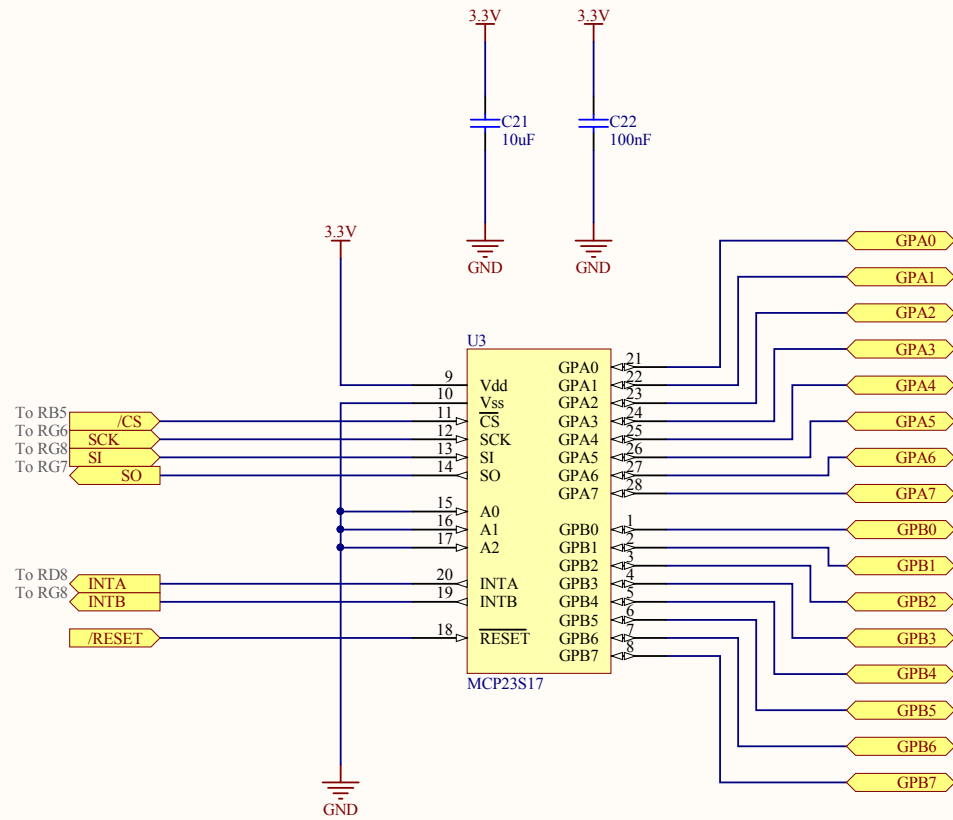 3.3V
3.3V
C21
10uF
C22
100nF
GND
GND
3.3V
U3
9 Vdd
10 Vss
To RB5 /CS 11 CS
To RG6 SCK 12 SCK
To RG8 SI 13 SI
To RG7 SO 14 SO
15 A0
16 A1
17 A2
To RD8 INTA 20 INTA
To RG8 INTB 19 INTB
/RESET 18 RESET
GPA0 21 GPA0
GPA1 22 GPA1
GPA2 23 GPA2
GPA3 24 GPA3
GPA4 25 GPA4
GPA5 26 GPA5
GPA6 27 GPA6
GPA7 28 GPA7
GPB0 1 GPB0
GPB1 2 GPB1
GPB2 3 GPB2
GPB3 4 GPB3
GPB4 5 GPB4
GPB5 6 GPB5
GPB6 7 GPB6
GPB7 8 GPB7
MCP23S17
GND